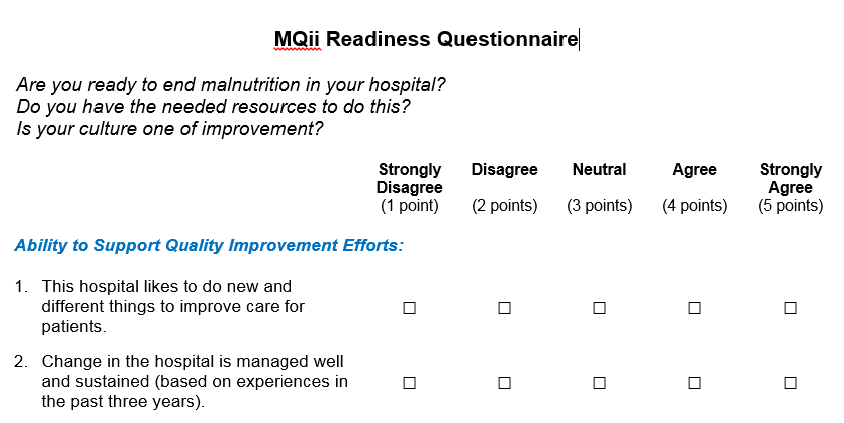 MQii Readiness Questionnaire
Are you ready to end malnutrition in your hospital?
Do you have the needed resources to do this?
Is your culture one of improvement?
Strongly Disagree (1 point) Disagree (2 points) Neutral (3 points) Agree (4 points) Strongly Agree (5 points)
Ability to Support Quality Improvement Efforts:
1. This hospital likes to do new and
different things to improve care for
patients.
☐ ☐ ☐ ☐ ☐
2. Change in the hospital is managed well
and sustained (based on experiences in
the past three years).
☐ ☐ ☐ ☐ ☐